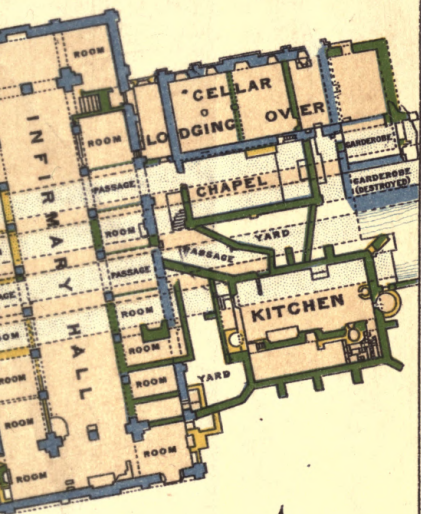 ROOM
CELLAR
LODGING OVER
ROOM
GARDEROBE
INFIRMARY HALL
PASSAGE
CHAPEL
GARDEROBE
(DESTROYED)
ROOM
YARD
PASSAGE
PASSAGE
KITCHEN
ROOM
ROOM
ROOM
YARD
ROOM
ROOM
ROOM
ROOM